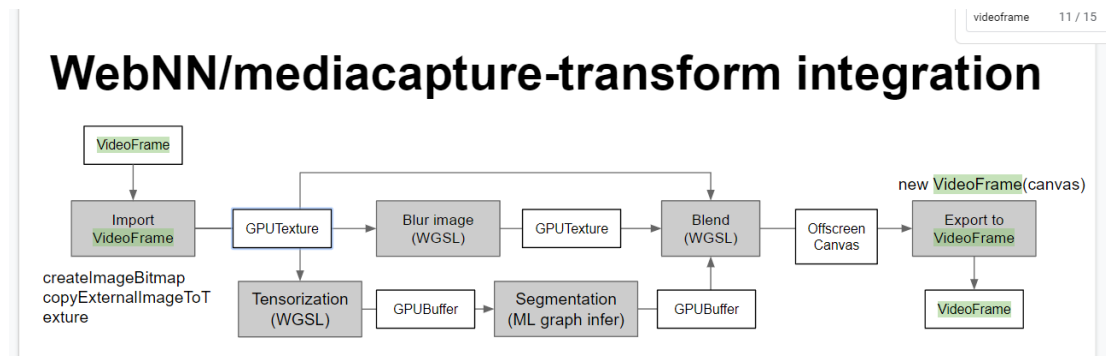 videoframe 11 / 15
WebNN/mediacapture-transform integration
VideoFrame
new VideoFrame(canvas)
Import
VideoFrame
GPUTexture
Blur image
(WGSL)
GPUTexture
Blend
(WGSL)
Offscreen
Canvas
Export to
VideoFrame
createImageBitmap
copyExternalImageToT
exture
Tensorization
(WGSL)
GPUBuffer
Segmentation
(ML graph infer)
GPUBuffer
VideoFrame